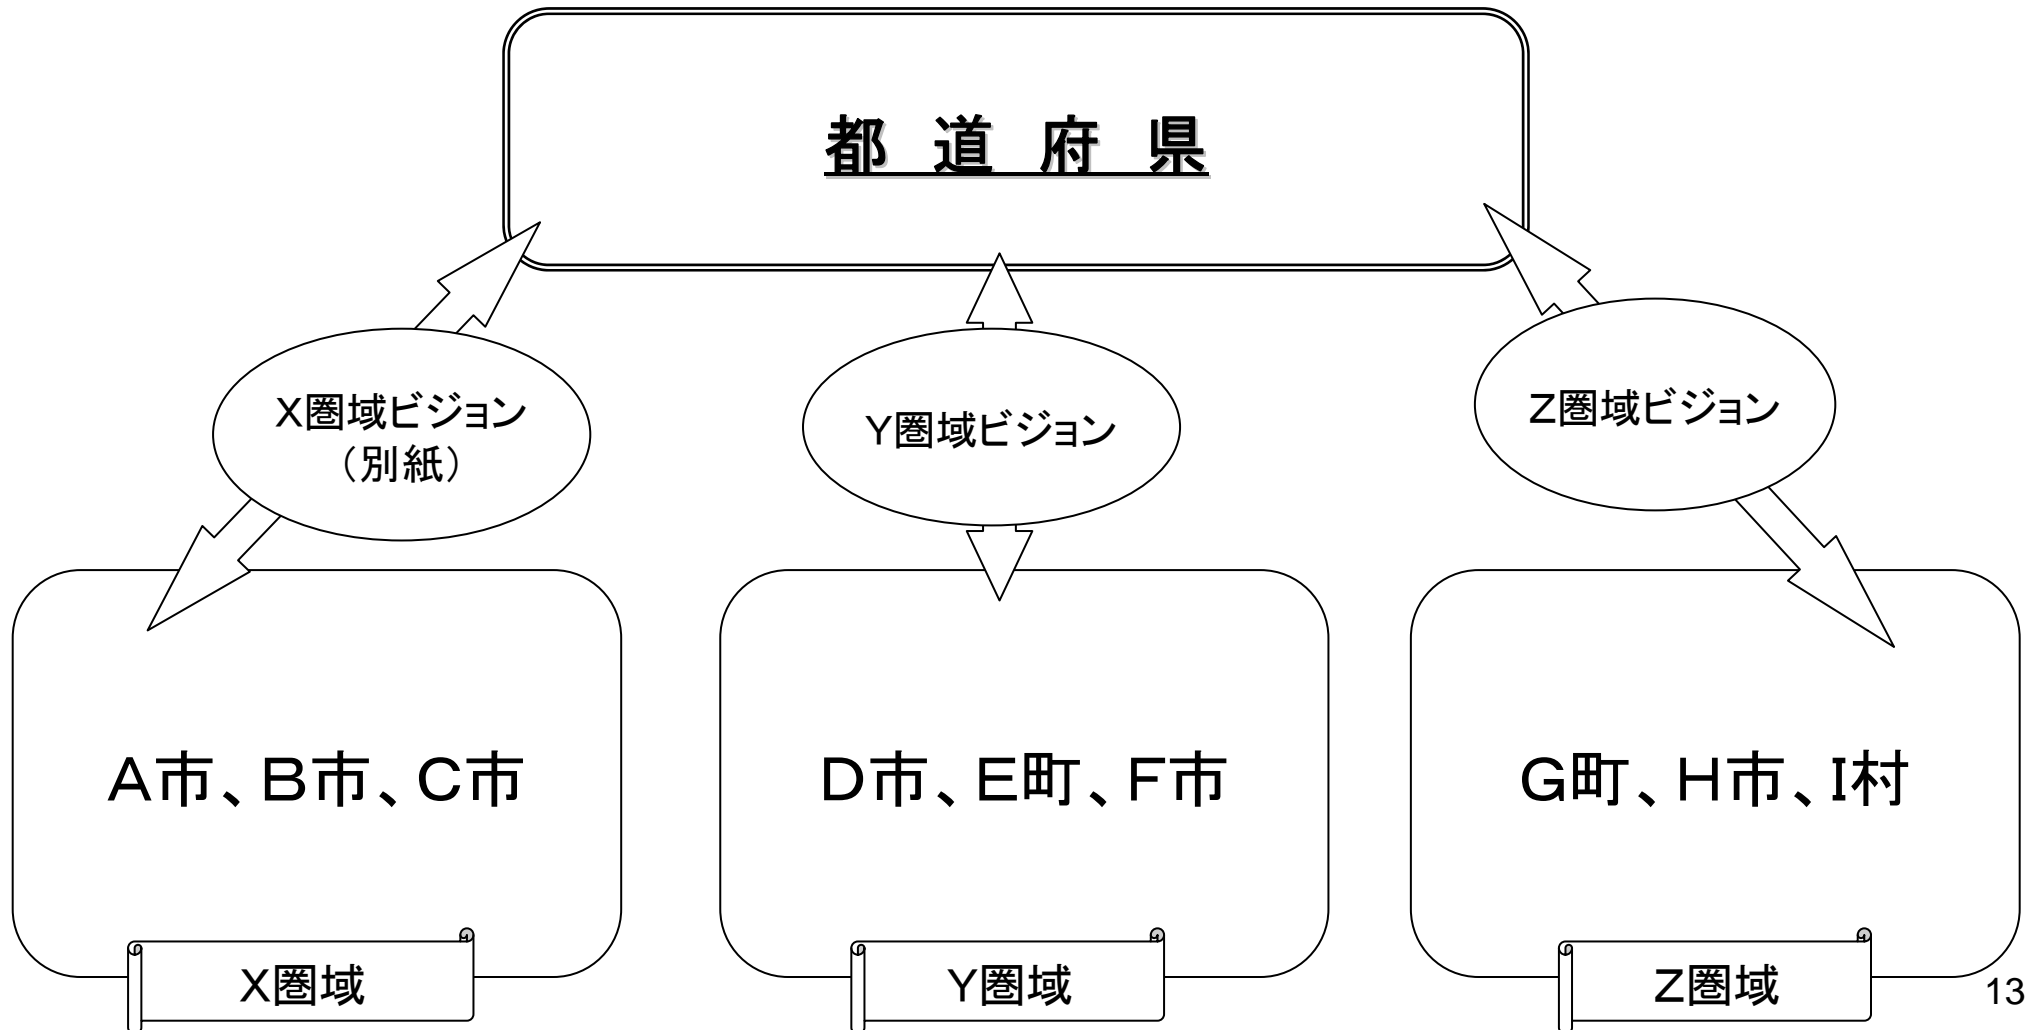 都　道　府　県
X圏域ビジョン
（別紙）
Y圏域ビジョン
Z圏域ビジョン
A市、B市、C市
D市、E町、F市
G町、H市、I村
X圏域
Y圏域
Z圏域
13